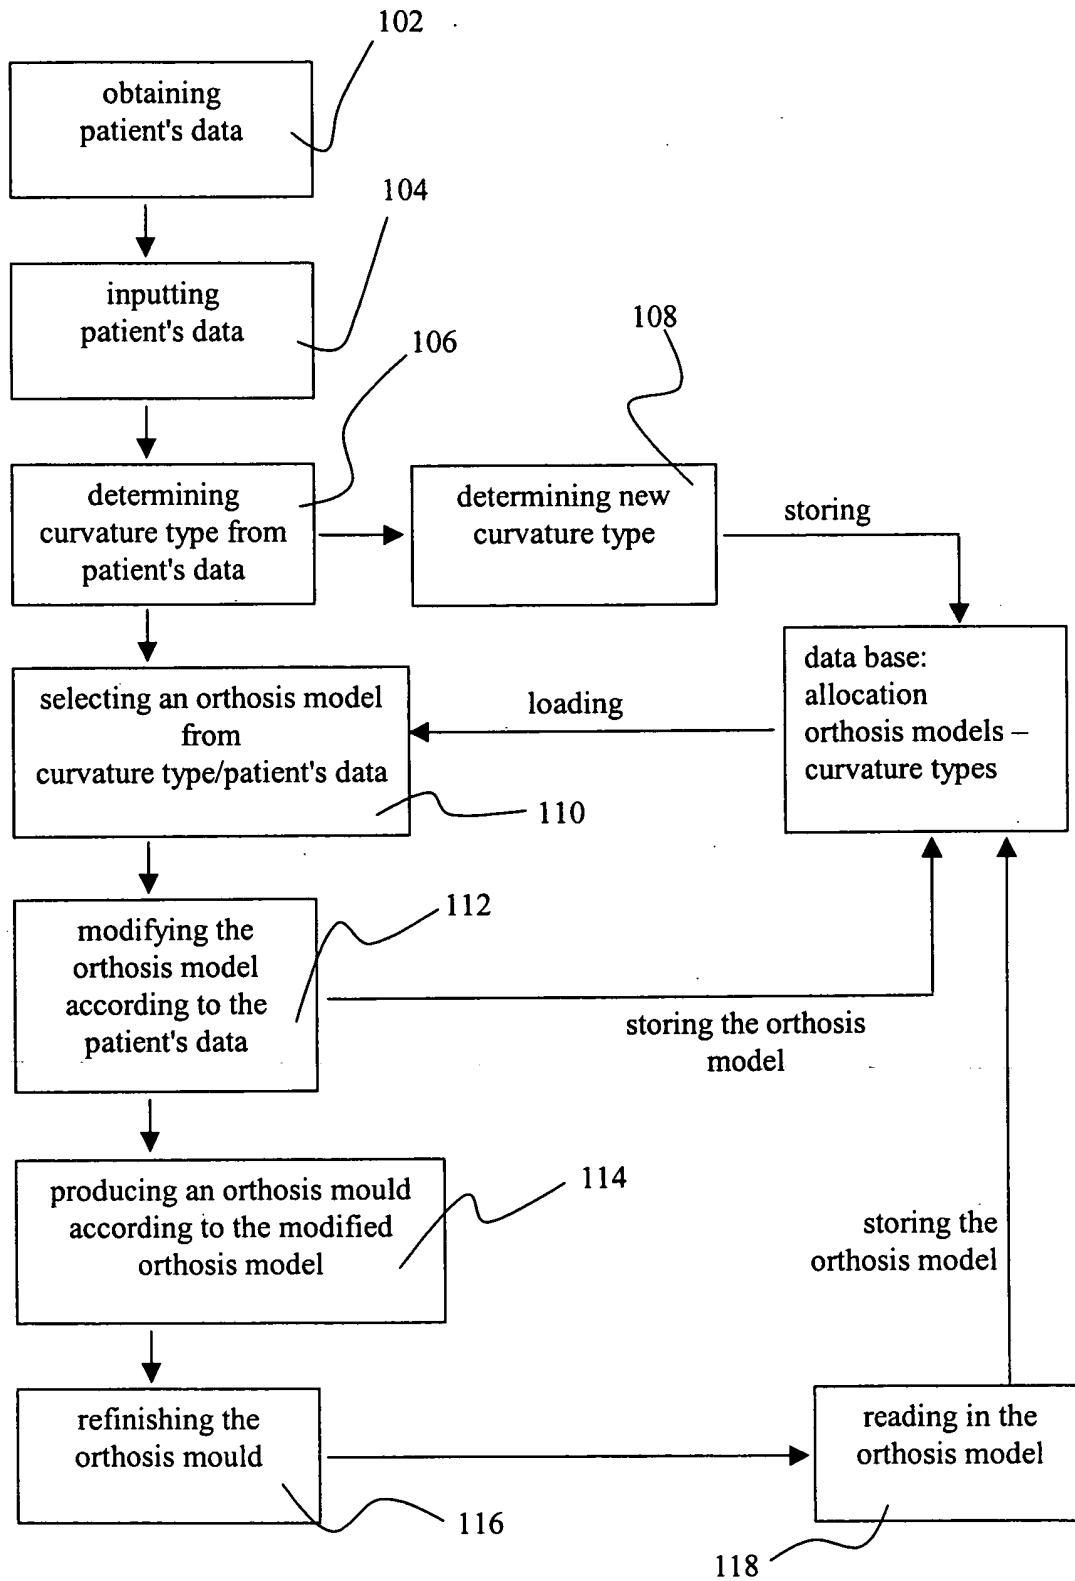 102
obtaining
patient's data
104
inputting
patient's data
106
108
determining
curvature type from
patient's data
determining new
curvature type
storing
selecting an orthosis model
from
curvature type/patient's data
110
loading
data base:
allocation
orthosis models –
curvature types
112
modifying the
orthosis model
according to the
patient's data
storing the orthosis
model
114
producing an orthosis mould
according to the modified
orthosis model
storing the
orthosis model
refinishing the
orthosis mould
116
reading in the
orthosis model
118